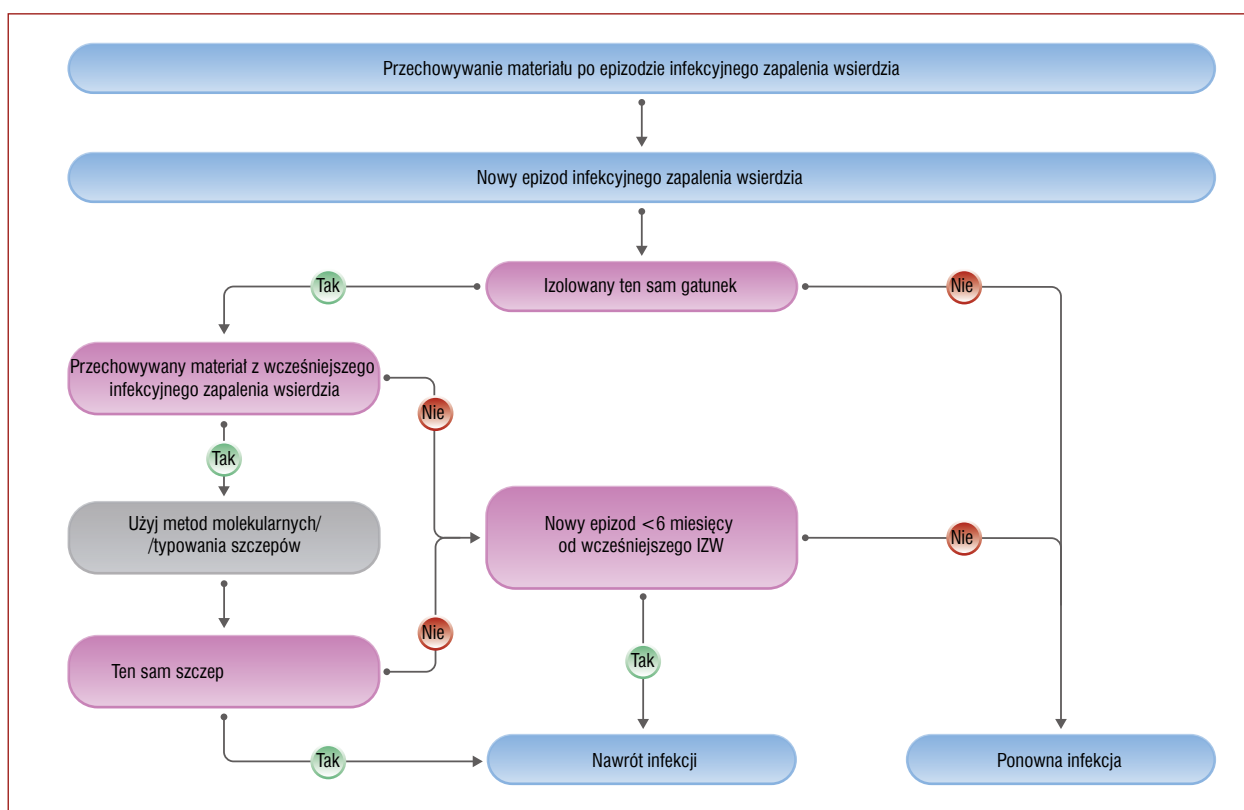 Przechowywanie materiału po epizodzie infekcyjnego zapalenia wsierdzia
Nowy epizod infekcyjnego zapalenia wsierdzia
Izolowany ten sam gatunek
Tak
Nie
Przechowywany materiał z wcześniejszego
infekcyjnego zapalenia wsierdzia
Nie
Tak
Użyj metod molekularnych/
/typowania szczepów
Nowy epizod <6 miesięcy
od wcześniejszego IZW
Nie
Nie
Ten sam szczep
Tak
Tak
Nawrót infekcji
Ponowna infekcja